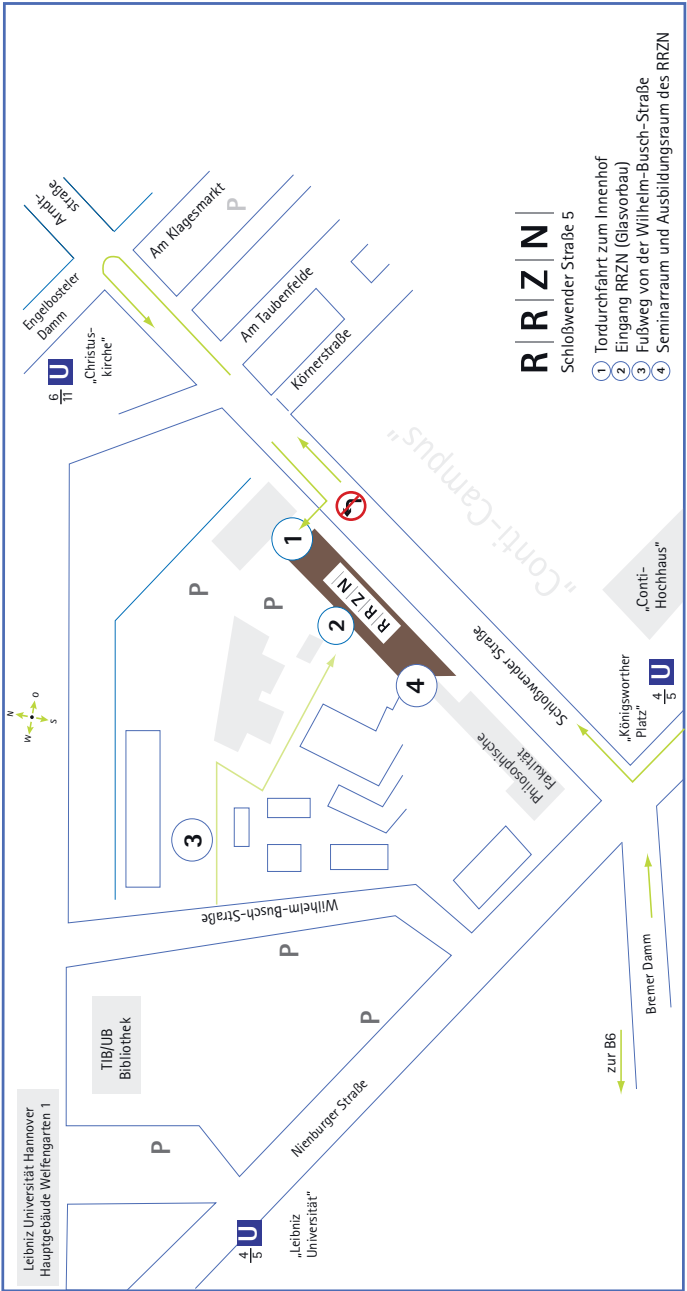 Leibniz Universität Hannover
Hauptgebäude Welfengarten 1
TIB/UB
Bibliothek
P
P
P
Nienburger Straße
4
5
U
„Leibniz
Universität“
Wilhelm-Busch-Straße
3
N
W
O
S
P
P
1
2
4
R R Z N
Philosophische
Fakultät
Schloßwender Straße
„Conti-Campus“
6
11
U
„Christus-
kirche“
Engelbosteler
Damm
Arndt-
straße
Am Klagesmarkt
P
Am Taubenfelde
Körnerstraße
zur B6
Bremer Damm
„Königsworther
Platz“
4
5
U
„Conti-
Hochhaus“
R R Z N
Schloßwender Straße 5
1 Tordurchfahrt zum Innenhof
2 Eingang RRZN (Glasvorbau)
3 Fußweg von der Wilhelm-Busch-Straße
4 Seminarraum und Ausbildungsraum des RRZN